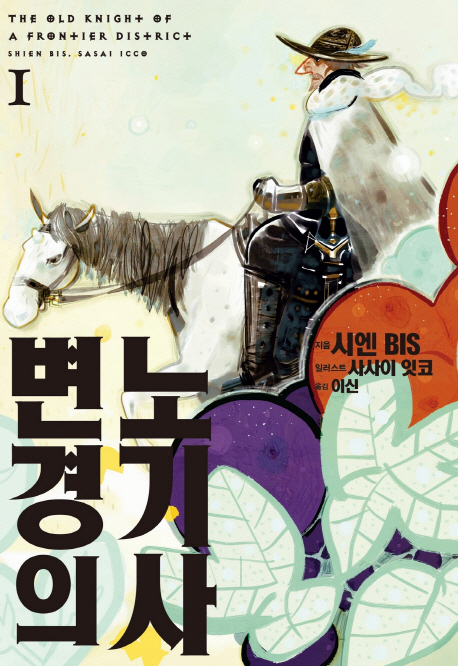 THE OLD KNIGHT OF
A FRONTIER DISTRICT
SHIEN BIS, SASAI ICCO
I
지음 시엔 BIS
일러스트 사사이 잇코
옮김 이신
변경의
노기사